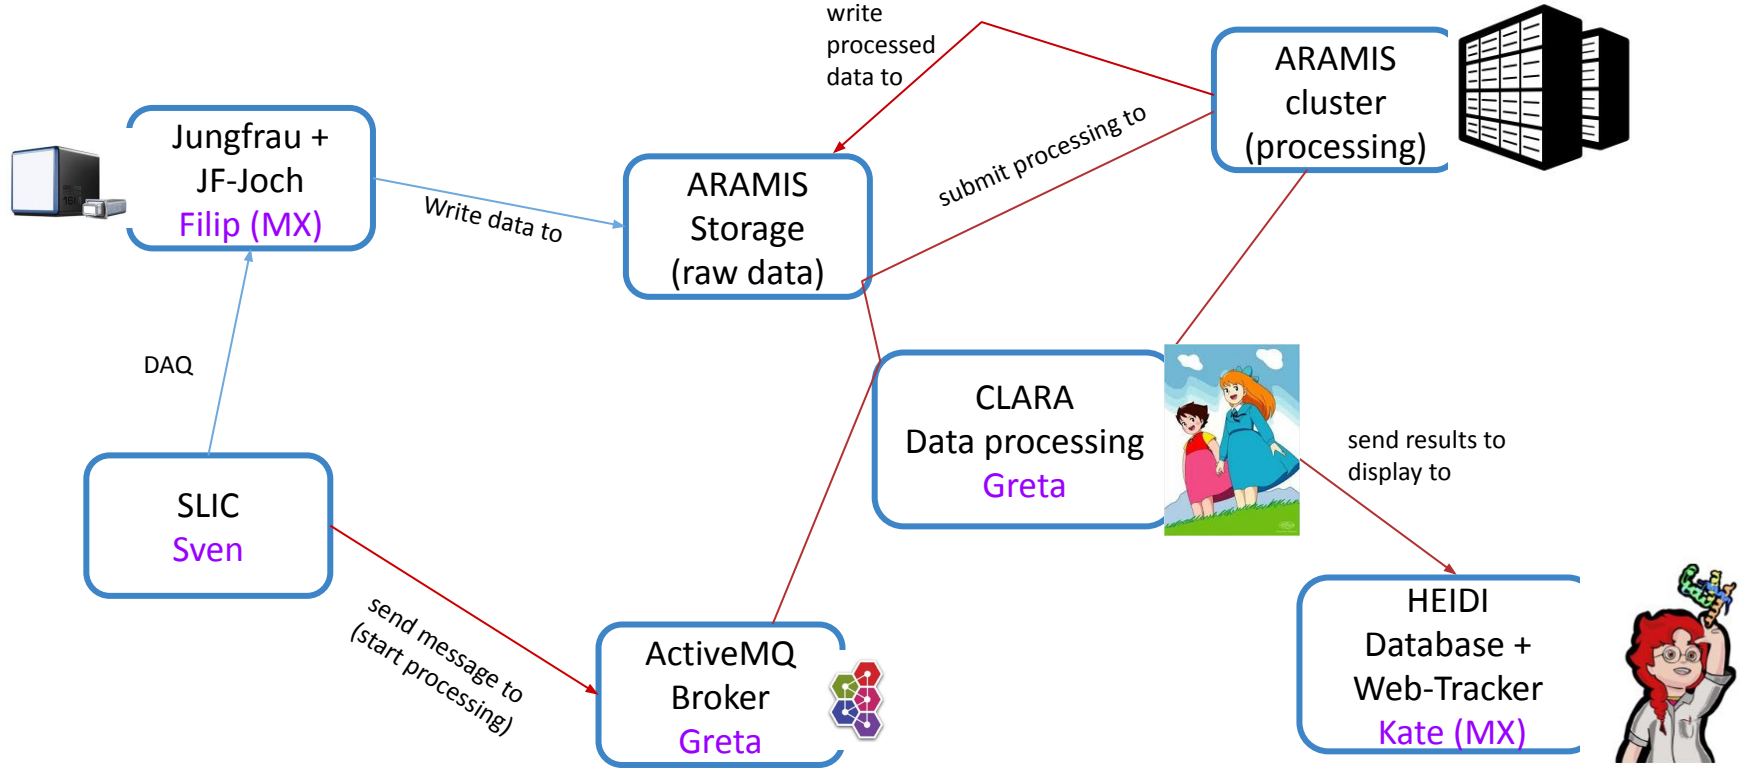 write
processed
data to
ARAMIS
cluster
(processing)
Jungfrau +
JF-Joch
Filip (MX)
Write data to
ARAMIS
Storage
(raw data)
submit processing to
DAQ
CLARA
Data processing
Greta
send results to
display to
SLIC
Sven
send message to
(start processing)
ActiveMQ
Broker
Greta
HEIDI
Database +
Web-Tracker
Kate (MX)